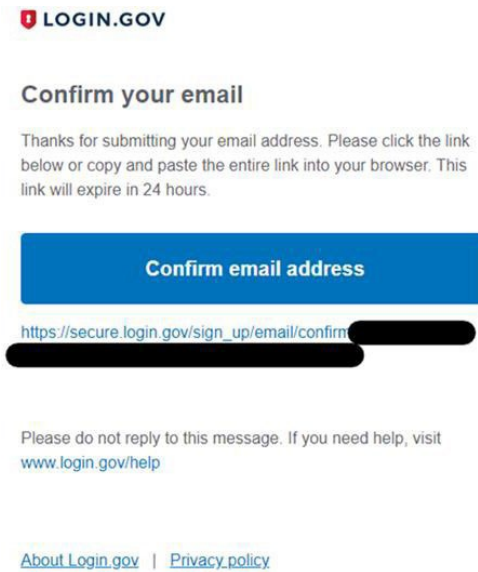 LOGIN.GOV
Confirm your email
Thanks for submitting your email address. Please click the link
below or copy and paste the entire link into your browser. This
link will expire in 24 hours.
Confirm email address
https://secure.login.gov/sign_up/email/confirm
Please do not reply to this message. If you need help, visit
www.login.gov/help
About Login.gov | Privacy policy